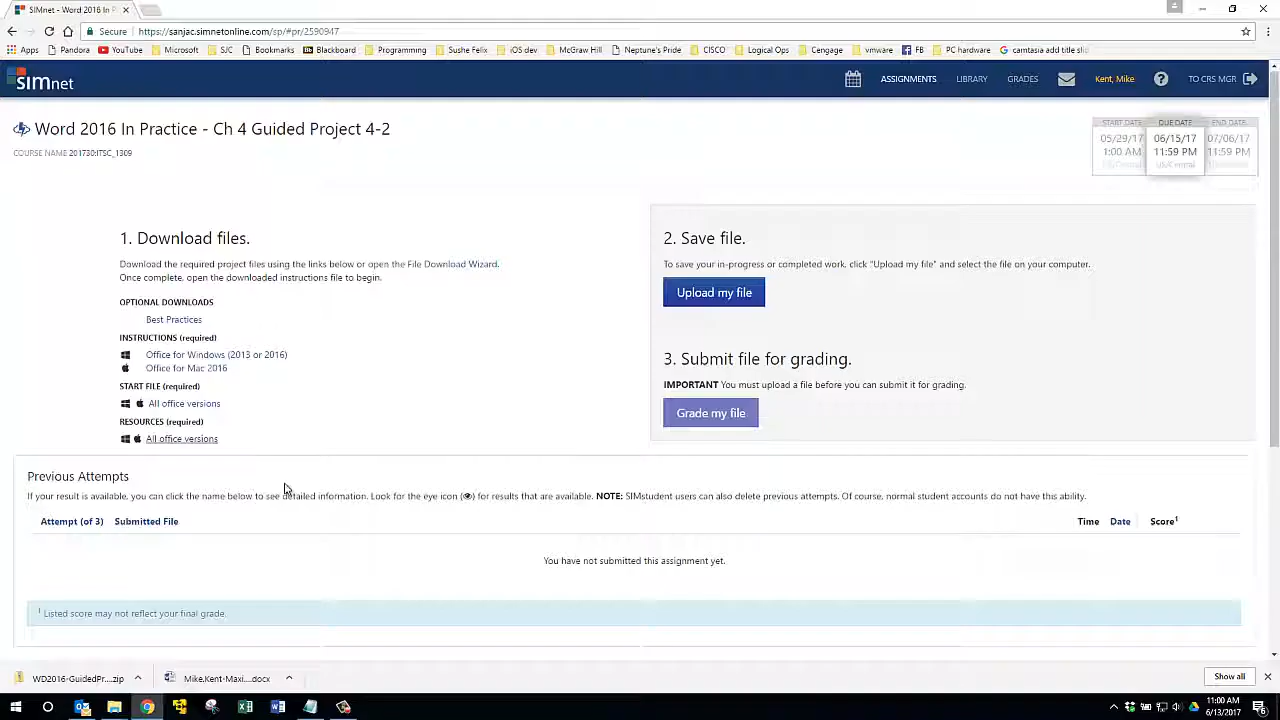 SIMnet - Word 2016 In P
Secure
https://sanjac.simnetonline.com/sp/#pr/2590947
Apps
Pandora
YouTube
Microsoft
SJC
Bookmarks
Blackboard
Programming
Sushe Felix
iOS dev
McGraw Hill
Neptune's Pride
CISCO
Logical Ops
Cengage
vmware
FB
PC hardware
camtasia add title slid
SIMnet
ASSIGNMENTS
LIBRARY
GRADES
Kent, Mike
TO CRS MGR
Word 2016 In Practice - Ch 4 Guided Project 4-2
COURSE NAME 201730:ITSC_1309
START DATE
05/29/17
1:00 AM
DUE DATE
06/15/17
11:59 PM
END DATE
07/06/17
11:59 PM
1. Download files.
Download the required project files using the links below or open the File Download Wizard.
Once complete, open the downloaded instructions file to begin.
OPTIONAL DOWNLOADS
Best Practices
INSTRUCTIONS (required)
Office for Windows (2013 or 2016)
Office for Mac 2016
START FILE (required)
All office versions
RESOURCES (required)
All office versions
2. Save file.
To save your in-progress or completed work, click "Upload my file" and select the file on your computer.
Upload my file
3. Submit file for grading.
IMPORTANT You must upload a file before you can submit it for grading.
Grade my file
Previous Attempts
If your result is available, you can click the name below to see detailed information. Look for the eye icon () for results that are available. NOTE: SIMstudent users can also delete previous attempts. Of course, normal student accounts do not have this ability.
Attempt (of 3)
Submitted File
Time
Date
Score1
You have not submitted this assignment yet.
1 Listed score may not reflect your final grade.
WD2016-GuidedPr....zip
Mike.Kent-Maxi....docx
Show all
11:00 AM
6/13/2017